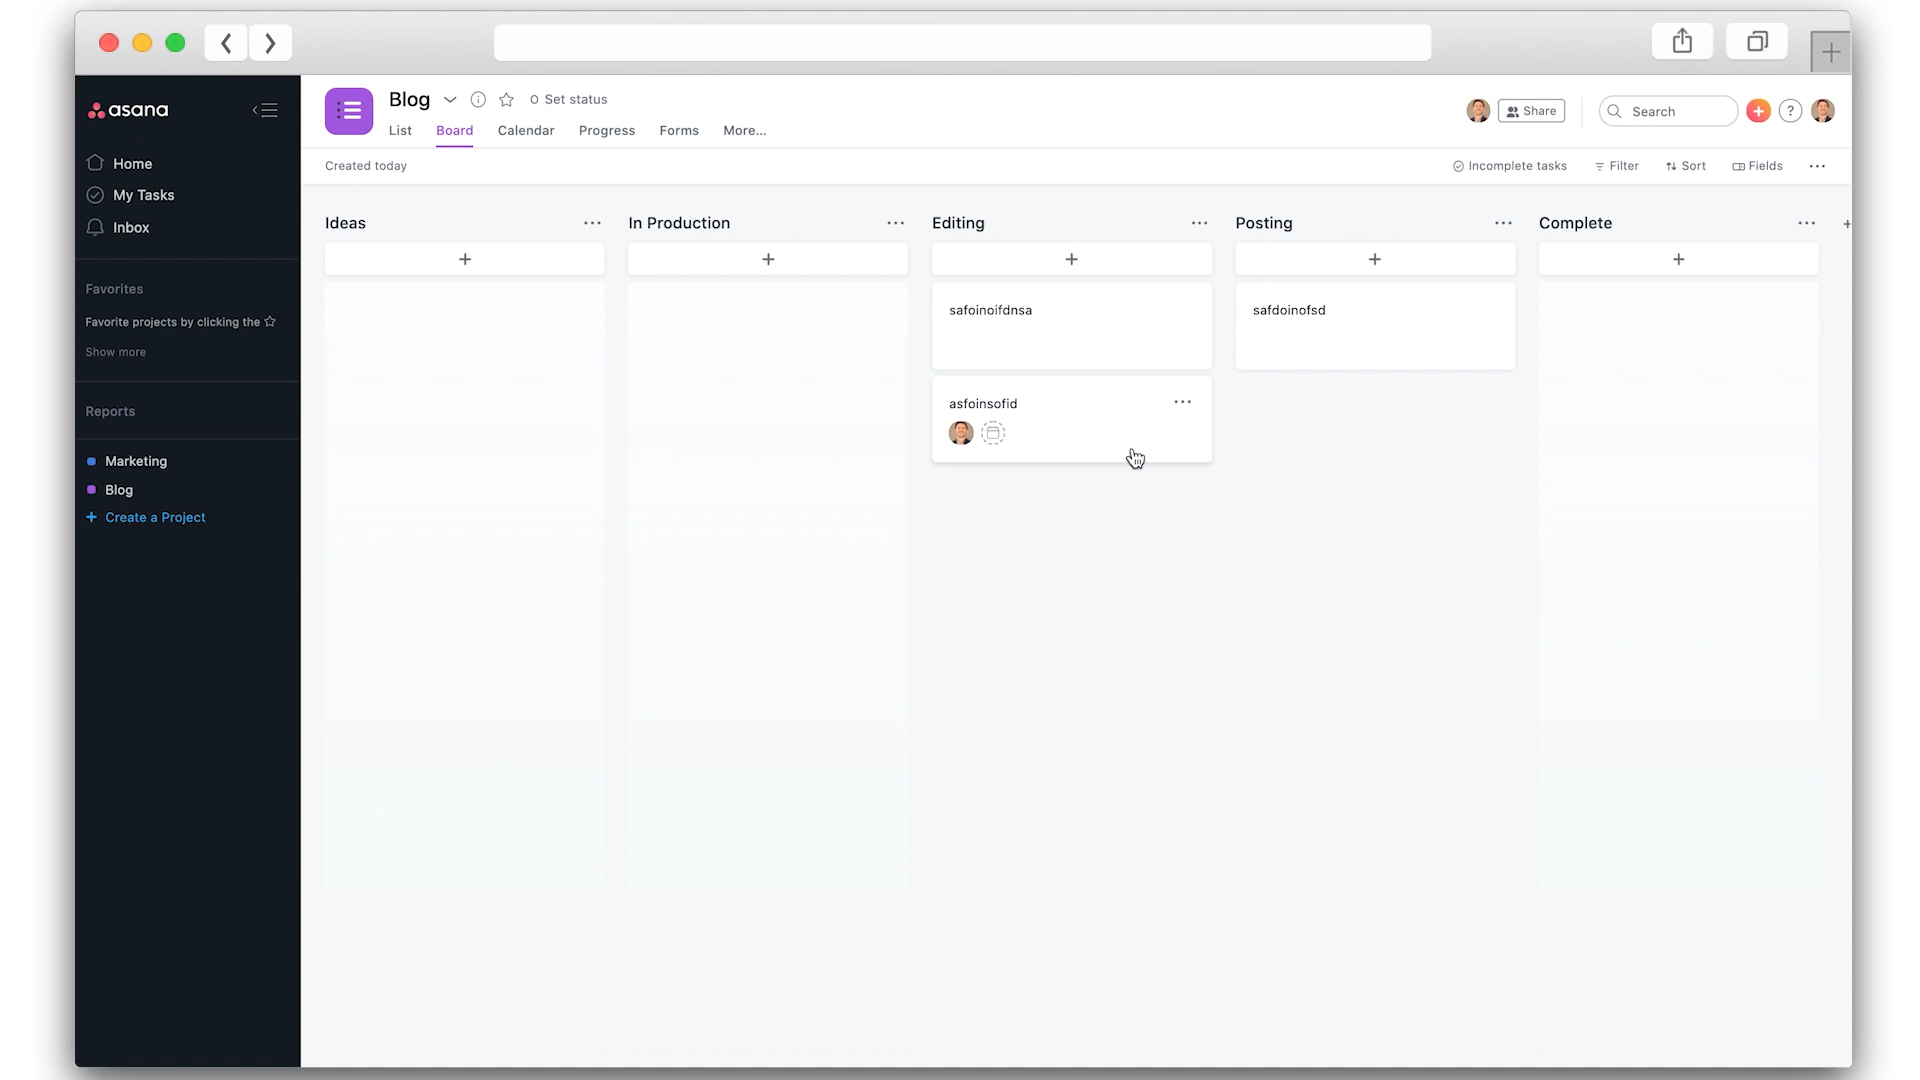 asana
Home
My Tasks
Inbox
Favorites
Favorite projects by clicking the
Show more
Reports
Marketing
Blog
+ Create a Project
Blog
Set status
List
Board
Calendar
Progress
Forms
More...
Share
Search
?
Created today
Incomplete tasks
Filter
Sort
Fields
Ideas
In Production
Editing
Posting
Complete
safoinoifdnsa
safdoinofsd
asfoinsofid